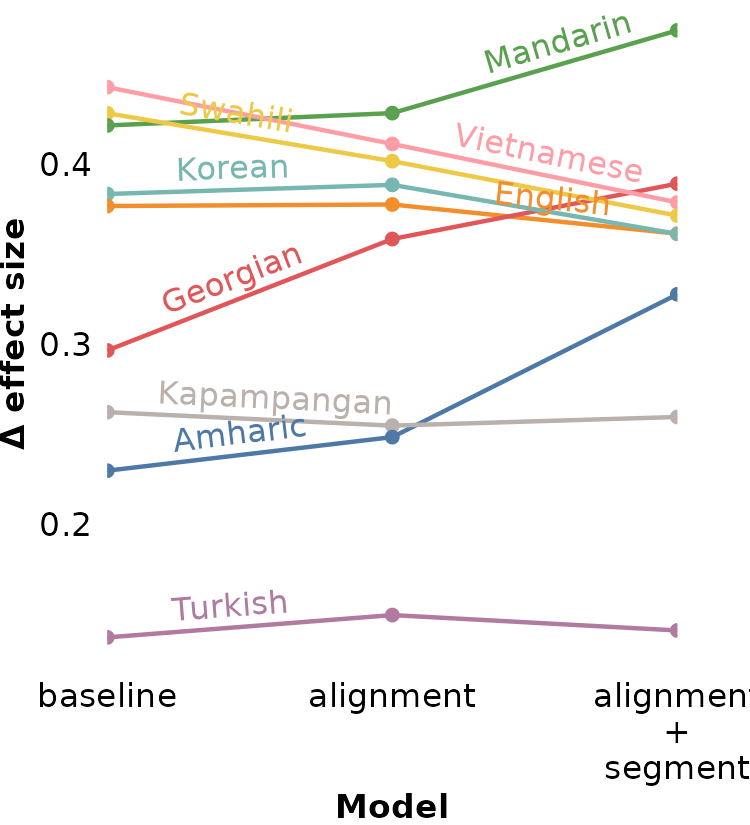 Mandarin
Swahili
Vietnamese
0.4
Korean
English
Georgian
Δ effect size
0.3
Kapampangan
Amharic
0.2
Turkish
baseline
alignment
alignment
+
segment
Model